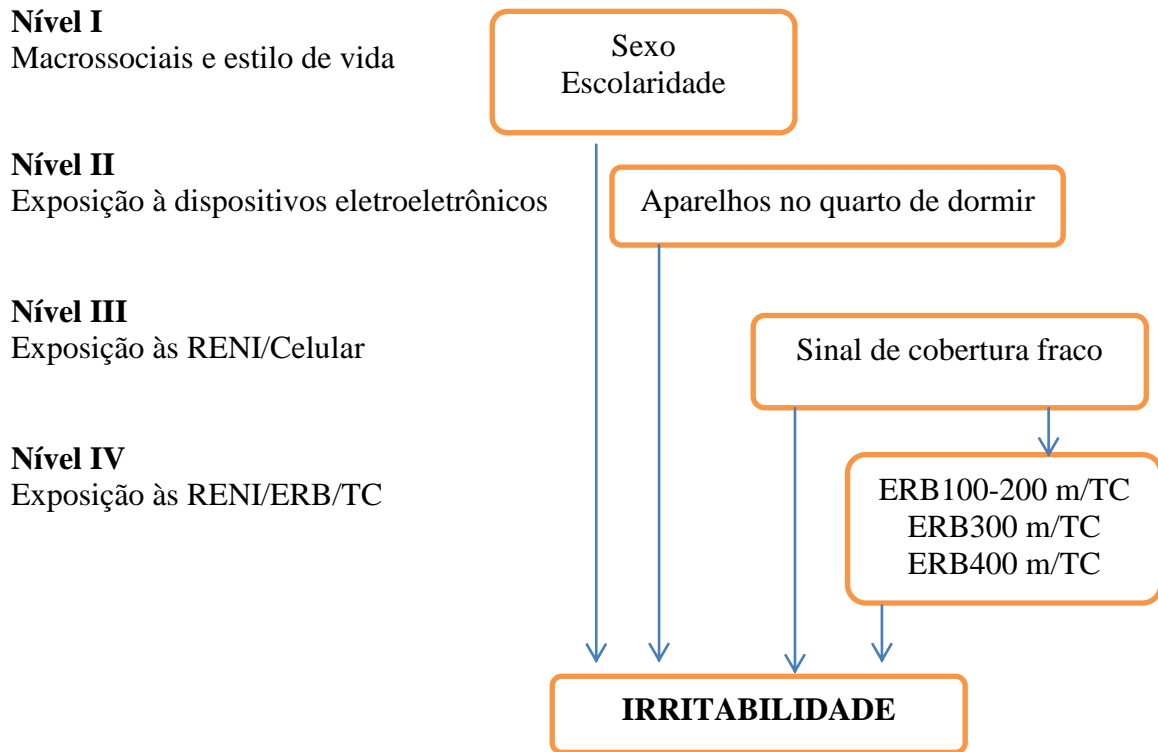 Nível I
Macrossociais e estilo de vida
Sexo
Escolaridade
Nível II
Exposição à dispositivos eletroeletrônicos
Aparelhos no quarto de dormir
Nível III
Exposição às RENI/Celular
Sinal de cobertura fraco
Nível IV
Exposição às RENI/ERB/TC
ERB100-200 m/TC
ERB300 m/TC
ERB400 m/TC
IRRITABILIDADE